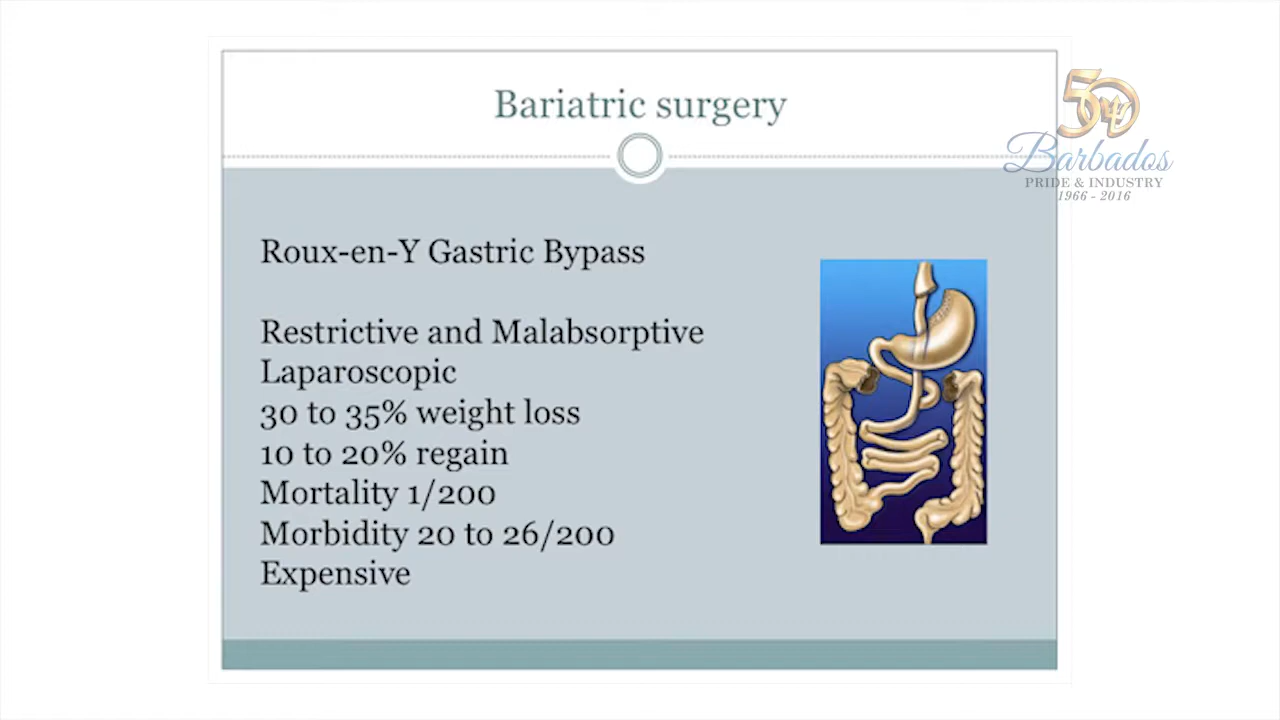 Bariatric surgery
50
Barbados
PRIDE & INDUSTRY
1966 - 2016
Roux-en-Y Gastric Bypass
Restrictive and Malabsorptive
Laparoscopic
30 to 35% weight loss
10 to 20% regain
Mortality 1/200
Morbidity 20 to 26/200
Expensive